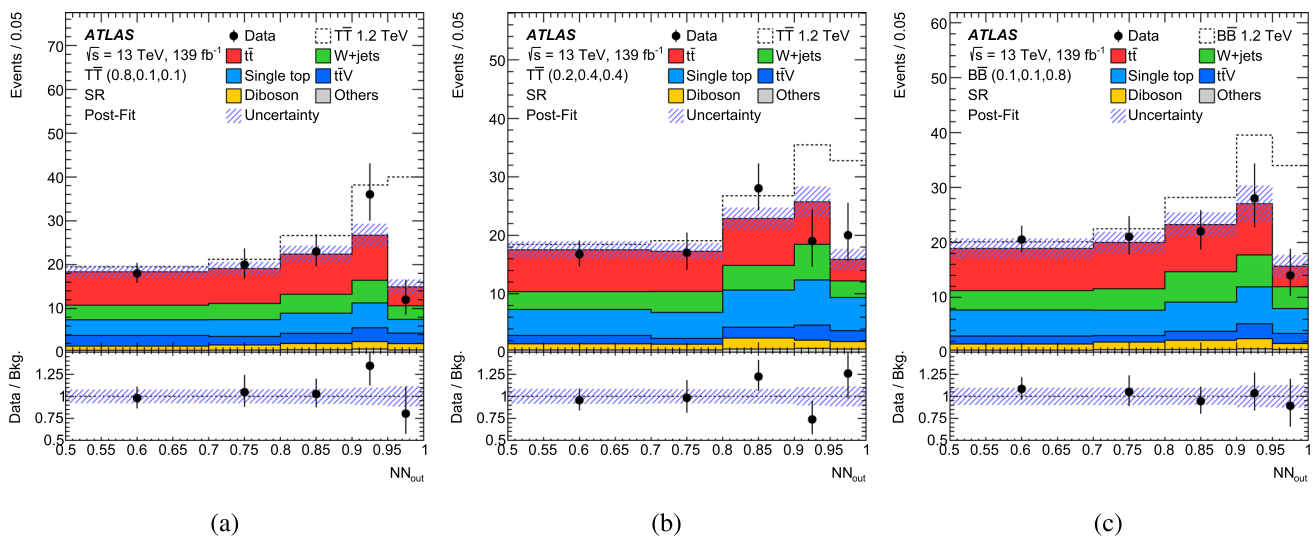 Events / 0.05
70
60
50
40
30
20
10
0
ATLAS
√s = 13 TeV, 139 fb⁻¹
TT̅ (0.8,0.1,0.1)
SR
Post-Fit
Data
TT̅ 1.2 TeV
tt̅
W+jets
Single top
tt̅V
Diboson
Others
Uncertainty
Data / Bkg.
1.25
1
0.75
0.5
0.5 0.55 0.6 0.65 0.7 0.75 0.8 0.85 0.9 0.95 1
NNout
(a)
Events / 0.05
50
40
30
20
10
0
ATLAS
√s = 13 TeV, 139 fb⁻¹
TT̅ (0.2,0.4,0.4)
SR
Post-Fit
Data
TT̅ 1.2 TeV
tt̅
W+jets
Single top
tt̅V
Diboson
Others
Uncertainty
Data / Bkg.
1.25
1
0.75
0.5
0.5 0.55 0.6 0.65 0.7 0.75 0.8 0.85 0.9 0.95 1
NNout
(b)
Events / 0.05
60
50
40
30
20
10
0
ATLAS
√s = 13 TeV, 139 fb⁻¹
BB̅ (0.1,0.1,0.8)
SR
Post-Fit
Data
BB̅ 1.2 TeV
tt̅
W+jets
Single top
tt̅V
Diboson
Others
Uncertainty
Data / Bkg.
1.25
1
0.75
0.5
0.5 0.55 0.6 0.65 0.7 0.75 0.8 0.85 0.9 0.95 1
NNout
(c)